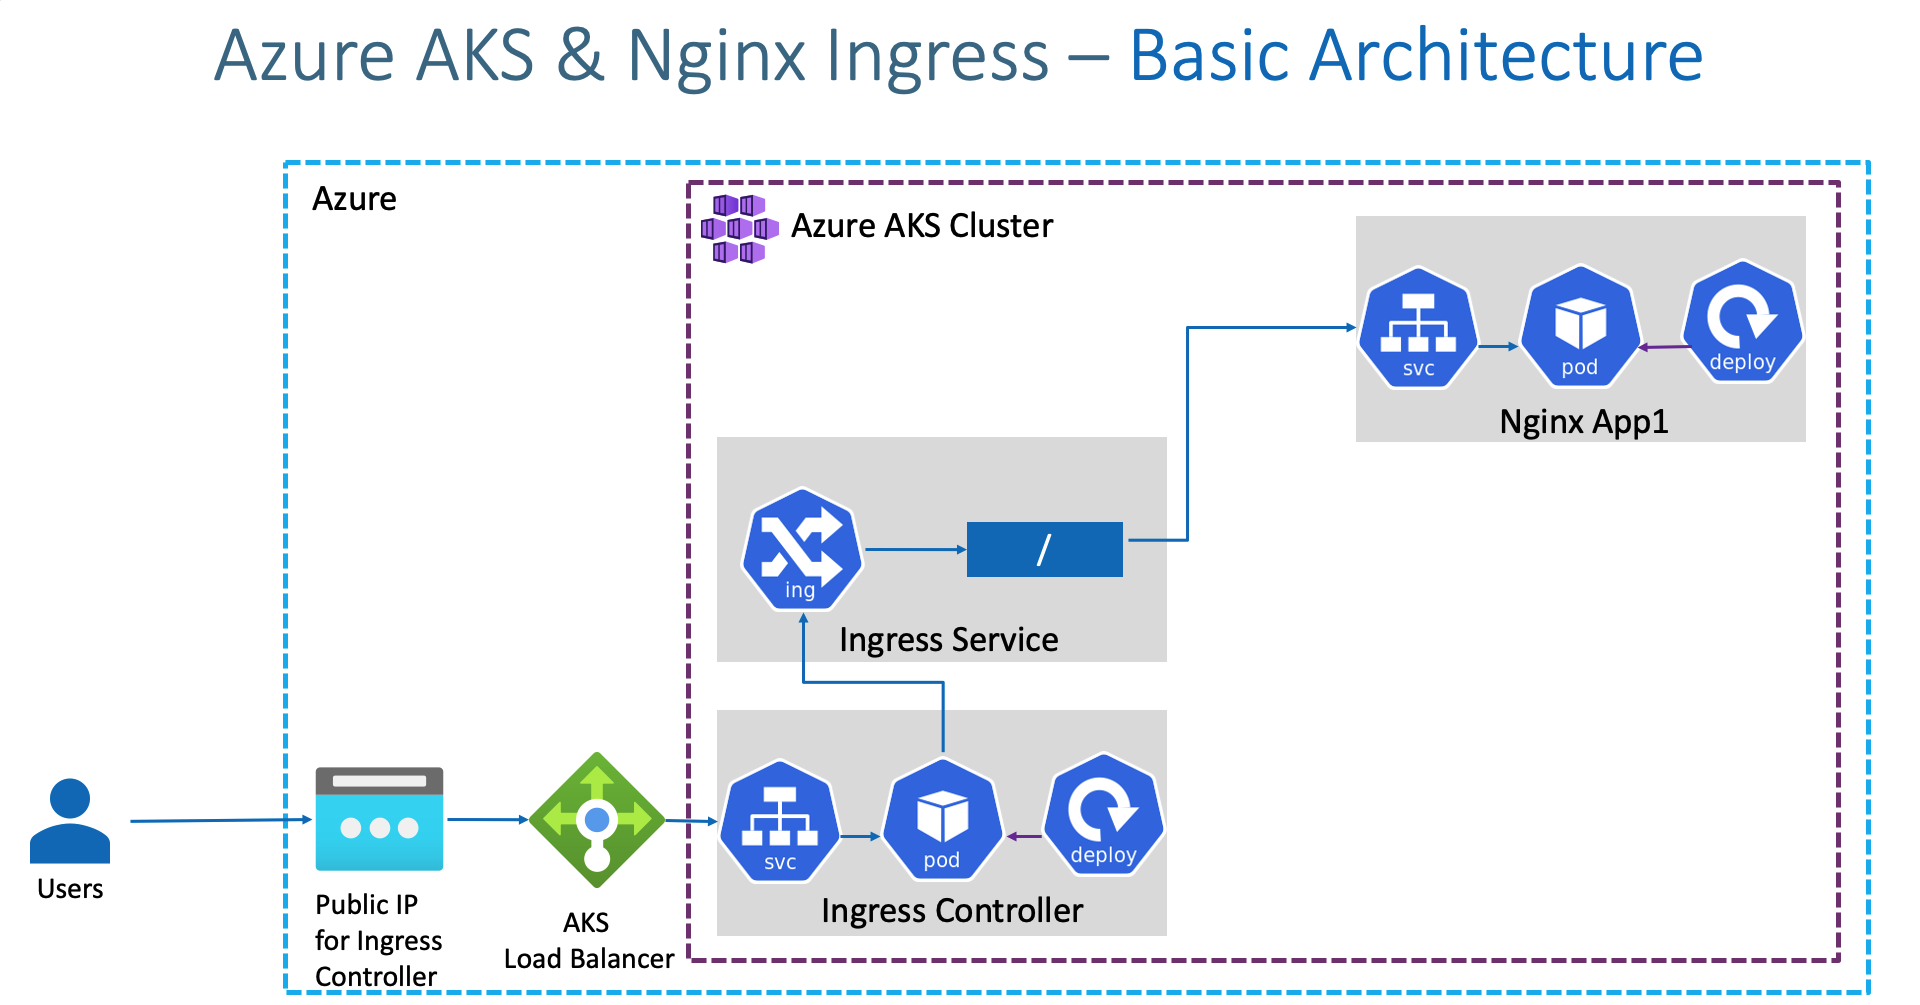 Azure AKS & Nginx Ingress – Basic Architecture
Azure
Azure AKS Cluster
svc
pod
deploy
Nginx App1
ing
/
Ingress Service
svc
pod
deploy
Ingress Controller
Users
Public IP
for Ingress
Controller
AKS
Load Balancer